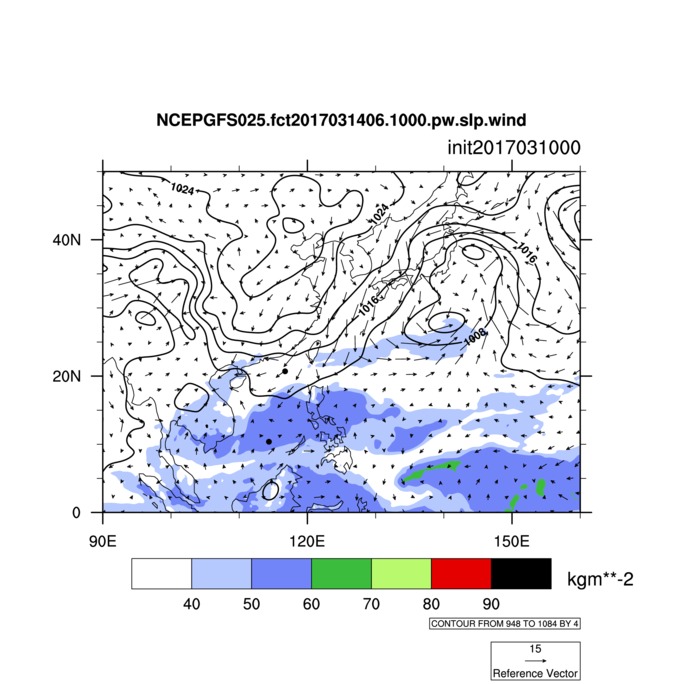 NCEPGFS025.fct2017031406.1000.pw.slp.wind
init2017031000
1024
1024
40N
1016
1016
1008
20N
0
90E 120E 150E
40 50 60 70 80 90
kgm**-2
CONTOUR FROM 948 TO 1084 BY 4
15
Reference Vector